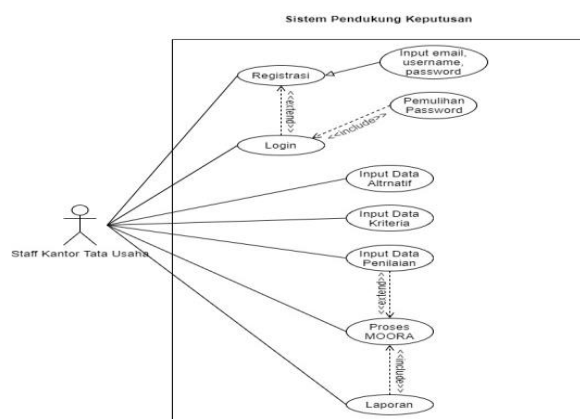 Sistem Pendukung Keputusan
Input email,
username,
password
Registrasi
<<extend>>
Pemulihan
Password
<<include>>
Login
Input Data
Altrnatif
Input Data
Kriteria
Staff Kantor Tata Usaha
Input Data
Penilaian
<<extend>>
Proses
MOORA
<<include>>
Laporan